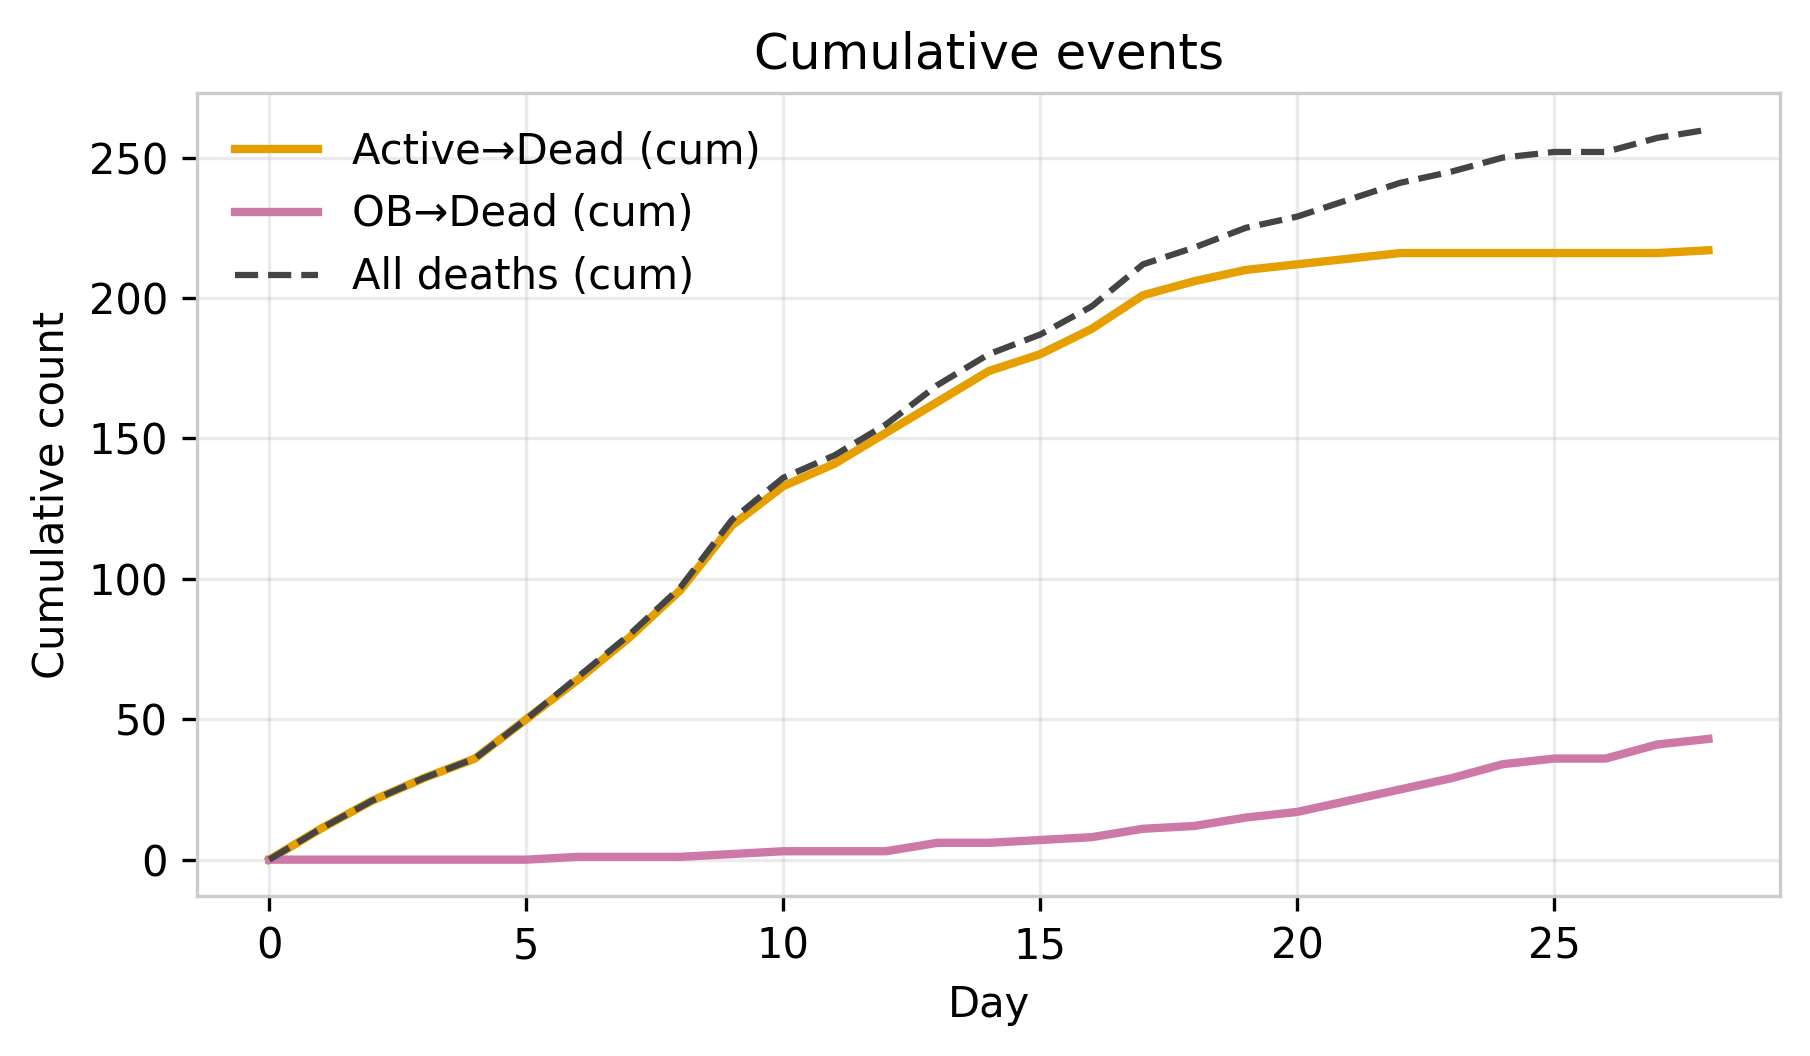 Cumulative events
Active→Dead (cum)
OB→Dead (cum)
All deaths (cum)
Cumulative count
250
200
150
100
50
0
0 5 10 15 20 25
Day